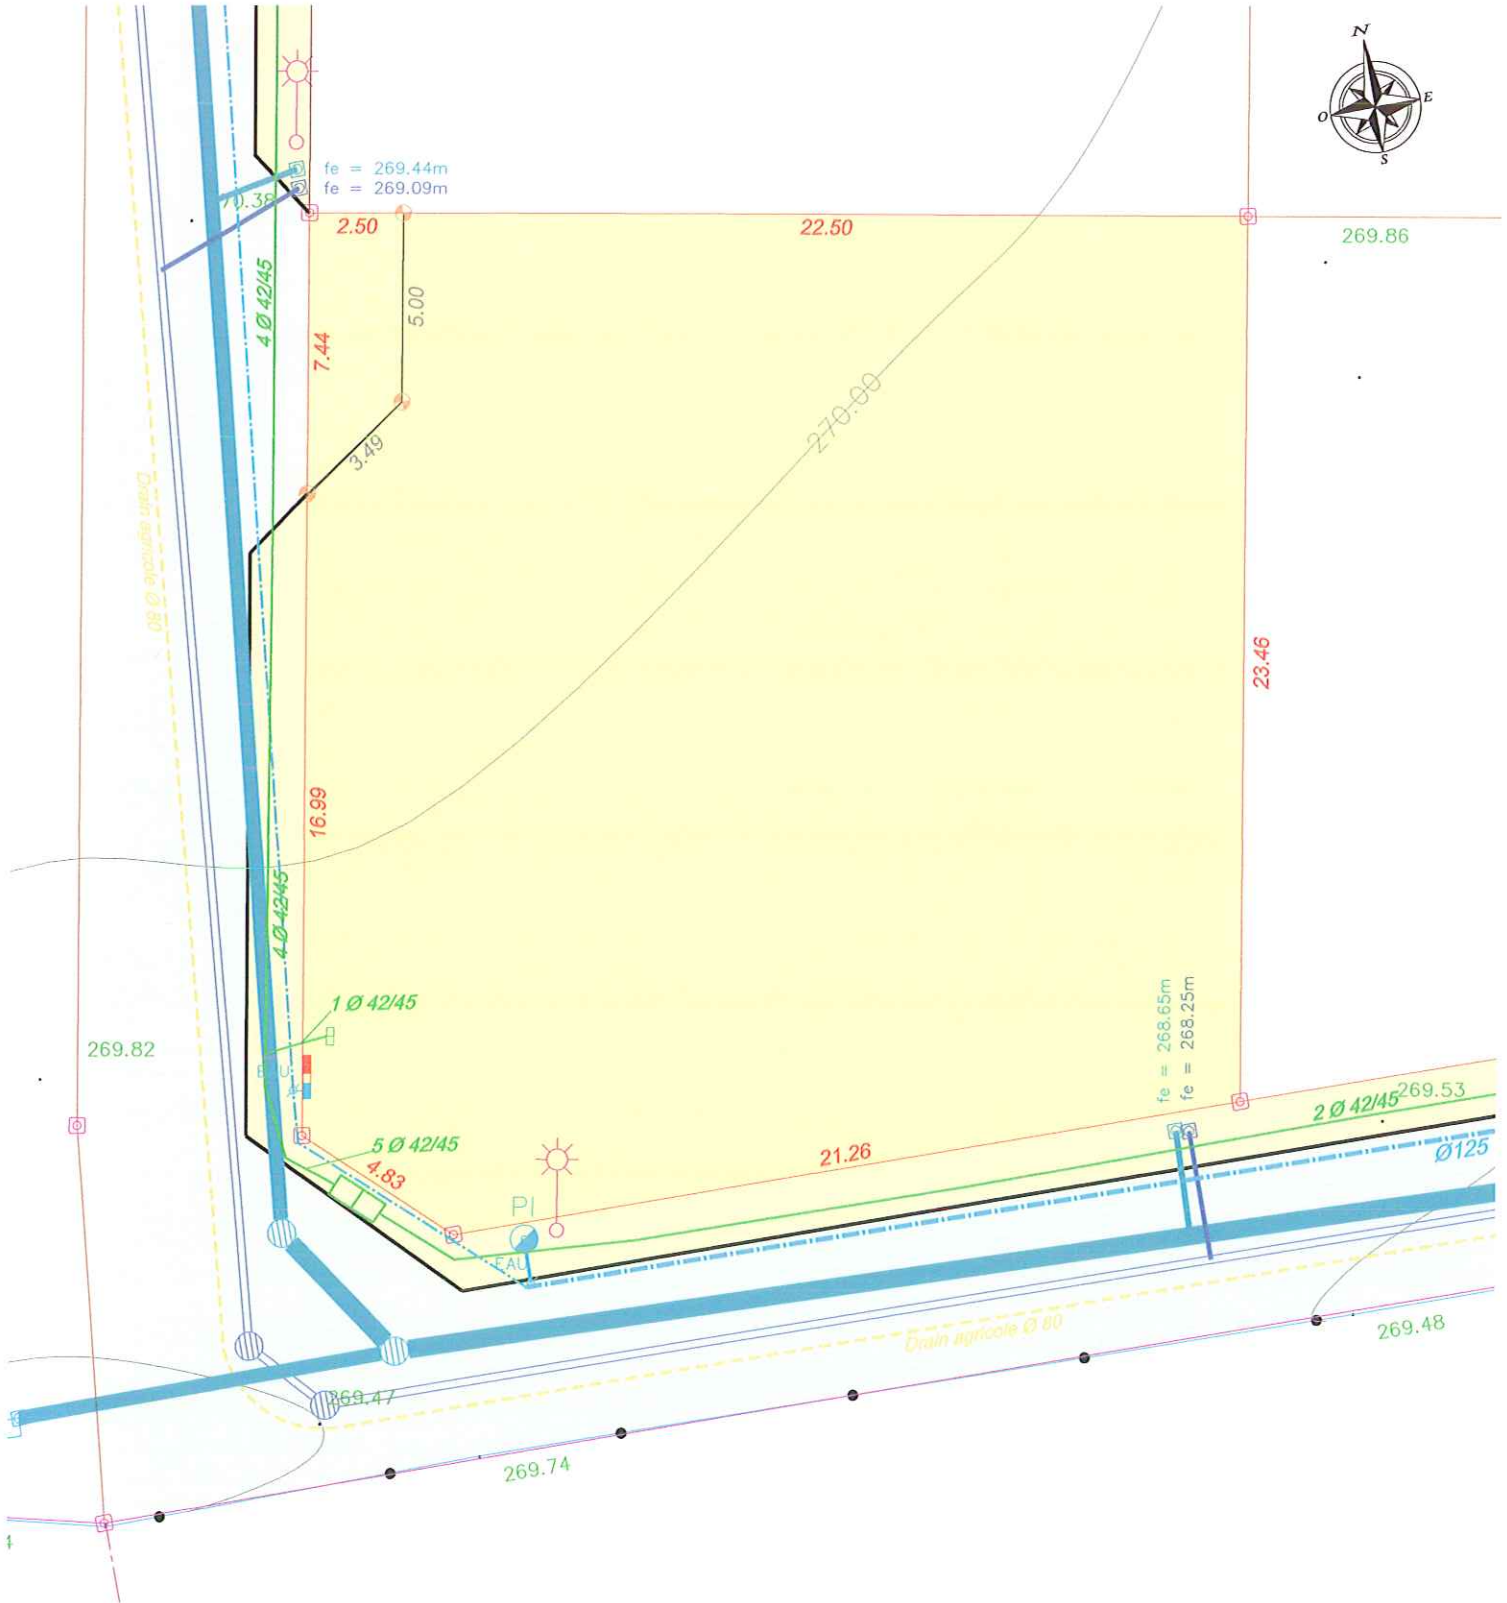 N
O
E
S
fe = 269.44m
fe = 269.09m
70.38
2.50
22.50
269.86
4 Ø 42/45
5.00
7.44
270.00
3.49
Drain agricole Ø 80
23.46
16.99
4 Ø 42/45
fe = 268.65m
fe = 268.25m
1 Ø 42/45
269.82
EAU
2 Ø 42/45
269.53
5 Ø 42/45
4.83
21.26
Ø125
PI
EAU
Drain agricole Ø 80
269.48
269.47
269.74
4